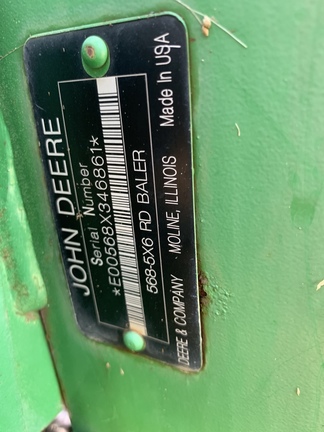 JOHN DEERE
Serial Number
*E00568X346861*
568-5X6 RD BALER
DEERE & COMPANY MOLINE, ILLINOIS Made In USA